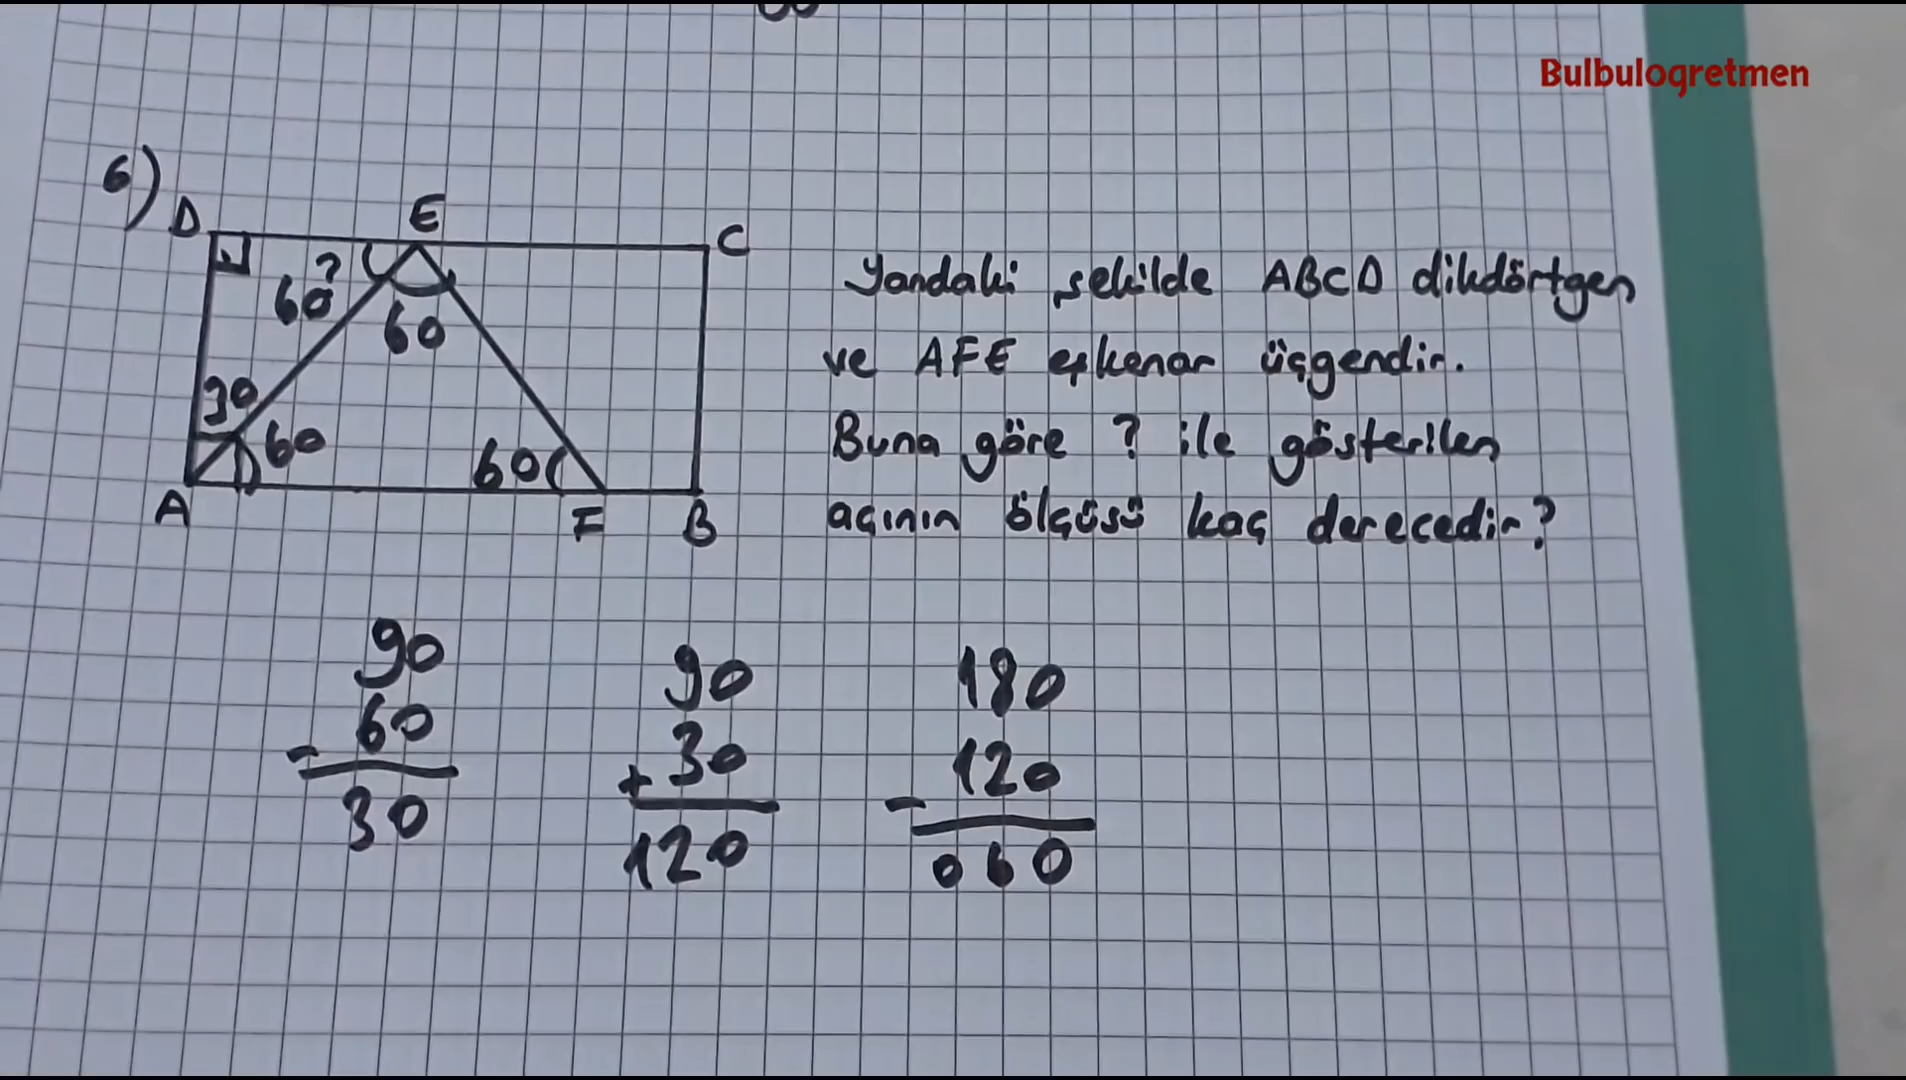 Bulbulogretmen
6)
D
E
C
?
60
60
30
60
60
A
F
B
Yandaki şekilde ABCD dikdörtgen
ve AFE eşkenar üçgendir.
Buna göre ? ile gösterilen
açının ölçüsü kaç derecedir?
90
- 60
30
90
+ 30
120
180
- 120
060